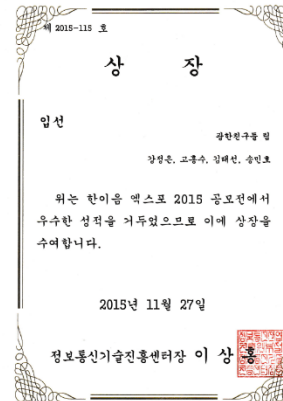 제 2015-115 호
상 장
입선
광한친구들 팀
강정은, 고홍수, 김태선, 송민호
위는 한이음 엑스포 2015 공모전에서
우수한 성적을 거두었으므로 이에 상장을
수여합니다.
2015년 11월 27일
정보통신기술진흥센터장 이 상 홍